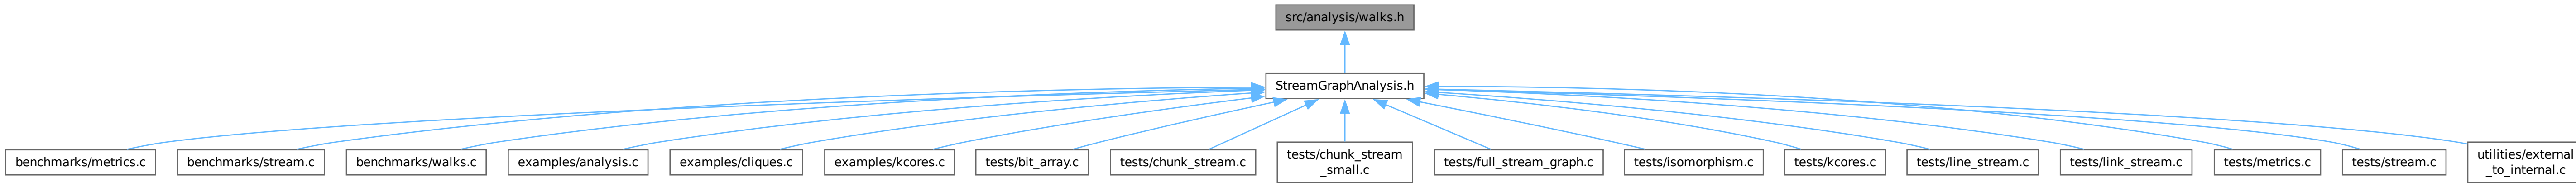 src/analysis/walks.h
StreamGraphAnalysis.h
benchmarks/metrics.c
benchmarks/stream.c
benchmarks/walks.c
examples/analysis.c
examples/cliques.c
examples/kcores.c
tests/bit_array.c
tests/chunk_stream.c
tests/chunk_stream
_small.c
tests/full_stream_graph.c
tests/isomorphism.c
tests/kcores.c
tests/line_stream.c
tests/link_stream.c
tests/metrics.c
tests/stream.c
utilities/external
_to_internal.c